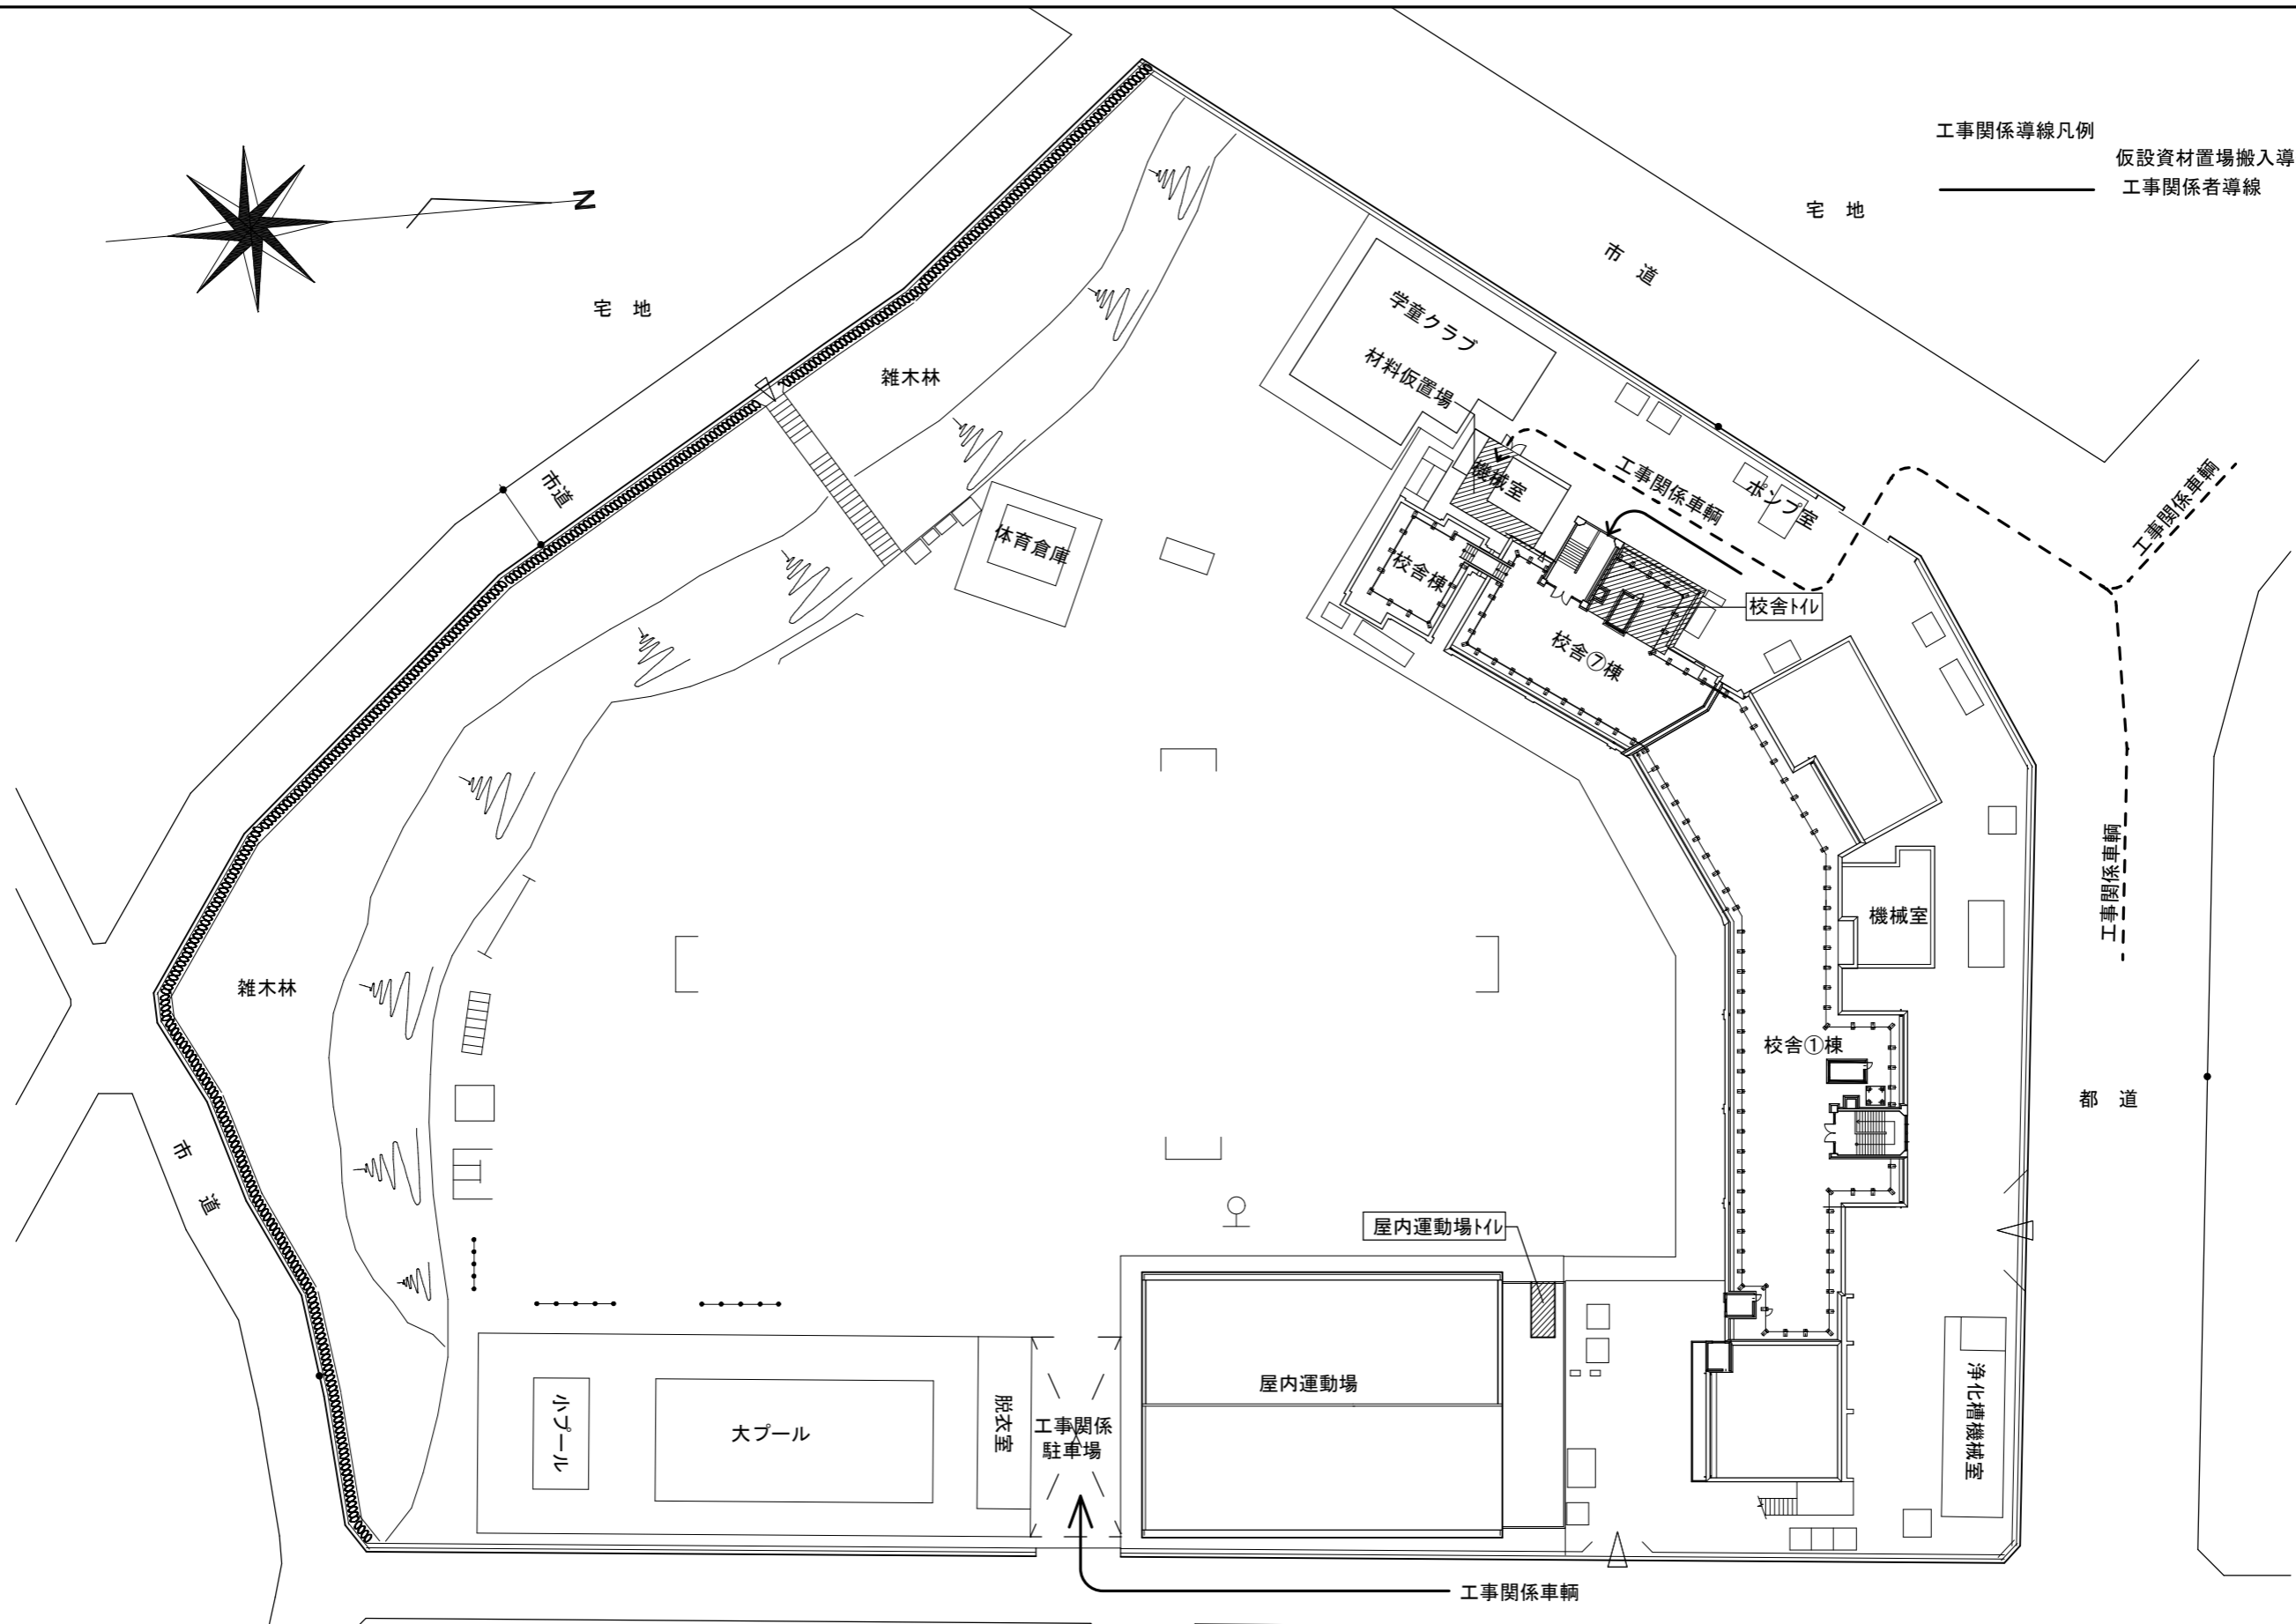 工事関係導線凡例
仮設資材置場搬入導
工事関係者導線
宅　地
市　道
N
宅　地
学童クラブ
材料仮置場
雑木林
機械室
工事関係車輌
ポンプ室
工事関係車輌
市道
体育倉庫
校舎棟
校舎トイレ
校舎⑦棟
工事関係車輌
機械室
雑木林
校舎①棟
都　道
市　道
屋内運動場トイレ
屋内運動場
小プール
大プール
脱衣室
工事関係
駐車場
浄化槽機械室
工事関係車輌